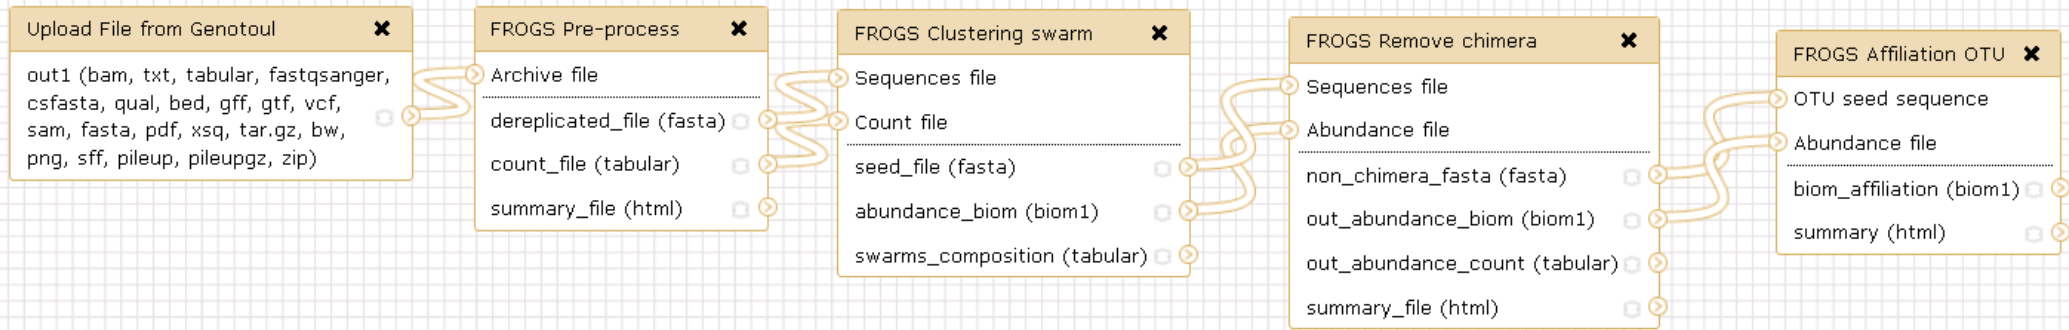 Upload File from Genotoul
out1 (bam, txt, tabular, fastqsanger,
csfasta, qual, bed, gff, gtf, vcf,
sam, fasta, pdf, xsq, tar.gz, bw,
png, sff, pileup, pileupgz, zip)
FROGS Pre-process
Archive file
dereplicated_file (fasta)
count_file (tabular)
summary_file (html)
FROGS Clustering swarm
Sequences file
Count file
seed_file (fasta)
abundance_biom (biom1)
swarms_composition (tabular)
FROGS Remove chimera
Sequences file
Abundance file
non_chimera_fasta (fasta)
out_abundance_biom (biom1)
out_abundance_count (tabular)
summary_file (html)
FROGS Affiliation OTU
OTU seed sequence
Abundance file
biom_affiliation (biom1)
summary (html)